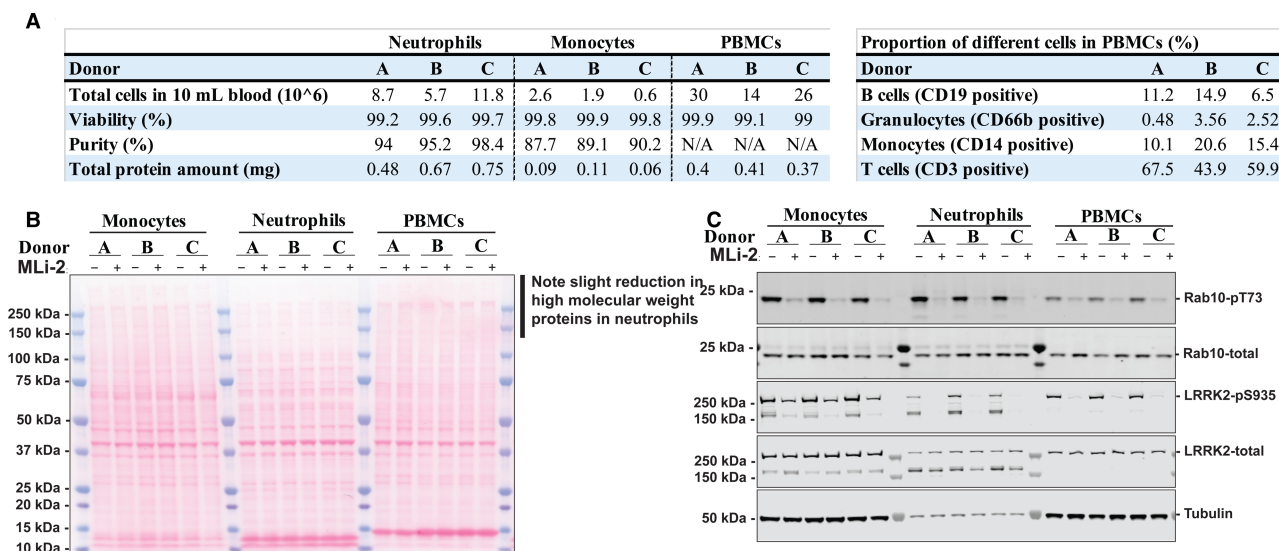 A
Neutrophils Monocytes PBMCs
Donor A B C A B C A B C
Total cells in 10 mL blood (10^6) 8.7 5.7 11.8 2.6 1.9 0.6 30 14 26
Viability (%) 99.2 99.6 99.7 99.8 99.9 99.8 99.9 99.1 99
Purity (%) 94 95.2 98.4 87.7 89.1 90.2 N/A N/A N/A
Total protein amount (mg) 0.48 0.67 0.75 0.09 0.11 0.06 0.4 0.41 0.37
Proportion of different cells in PBMCs (%)
Donor A B C
B cells (CD19 positive) 11.2 14.9 6.5
Granulocytes (CD66b positive) 0.48 3.56 2.52
Monocytes (CD14 positive) 10.1 20.6 15.4
T cells (CD3 positive) 67.5 43.9 59.9
B
Monocytes Neutrophils PBMCs
Donor A B C A B C A B C
MLi-2: − + − + − + − + − + − + − + − + − +
250 kDa -
150 kDa -
100 kDa -
75 kDa -
50 kDa -
37 kDa -
25 kDa -
20 kDa -
15 kDa -
10 kDa -
Note slight reduction in
high molecular weight
proteins in neutrophils
C
Monocytes Neutrophils PBMCs
Donor A B C A B C A B C
MLi-2: − + − + − + − + − + − + − + − + − +
25 kDa - - Rab10-pT73
25 kDa - - Rab10-total
250 kDa - - LRRK2-pS935
150 kDa -
250 kDa - - LRRK2-total
150 kDa -
50 kDa - - Tubulin